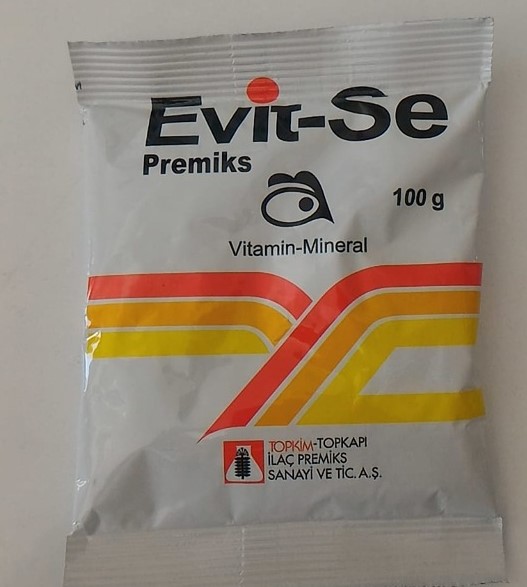 Evit-Se
Premiks
100 g
Vitamin-Mineral
TOPKİM-TOPKAPI
İLAÇ PREMİKS
SANAYİ VE TİC. A.Ş.